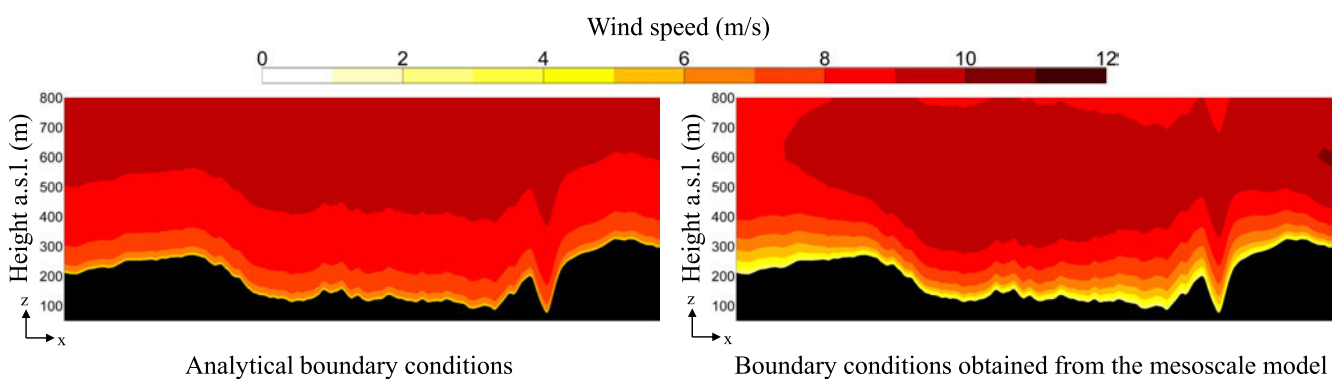 Wind speed (m/s)
0 2 4 6 8 10 12
Height a.s.l. (m)
800
700
600
500
400
300
200
100
z
x
Analytical boundary conditions
Height a.s.l. (m)
800
700
600
500
400
300
200
100
z
x
Boundary conditions obtained from the mesoscale model